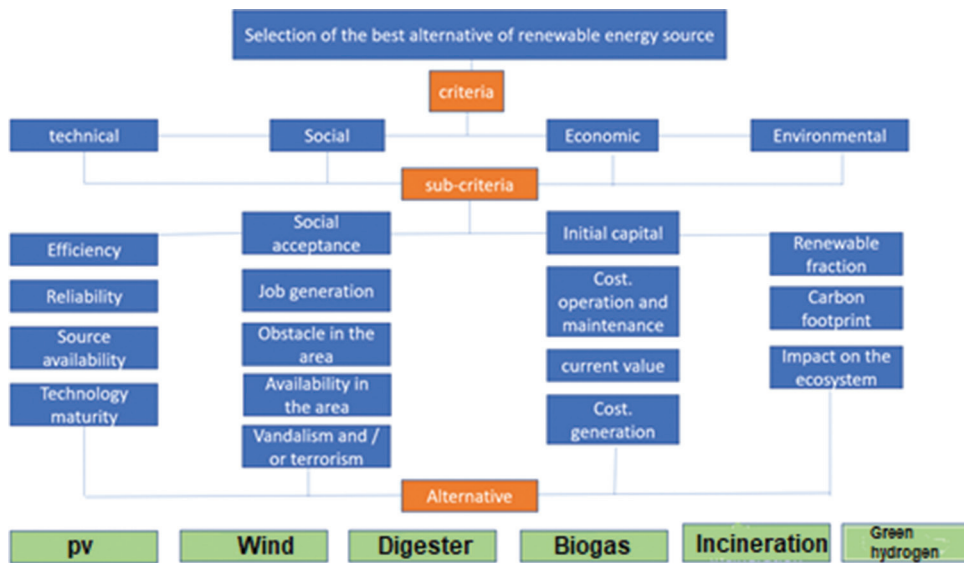 Selection of the best alternative of renewable energy source
criteria
technical
Social
Economic
Environmental
sub-criteria
Efficiency
Reliability
Source
availability
Technology
maturity
Social
acceptance
Job generation
Obstacle in the
area
Availability in
the area
Vandalism and /
or terrorism
Initial capital
Cost.
operation and
maintenance
current value
Cost.
generation
Renewable
fraction
Carbon
footprint
Impact on the
ecosystem
Alternative
pv
Wind
Digester
Biogas
Incineration
Green
hydrogen